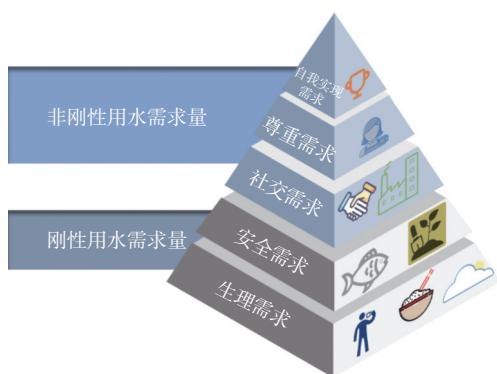 自我实现
需求
非刚性用水需求量
尊重需求
社交需求
刚性用水需求量
安全需求
生理需求